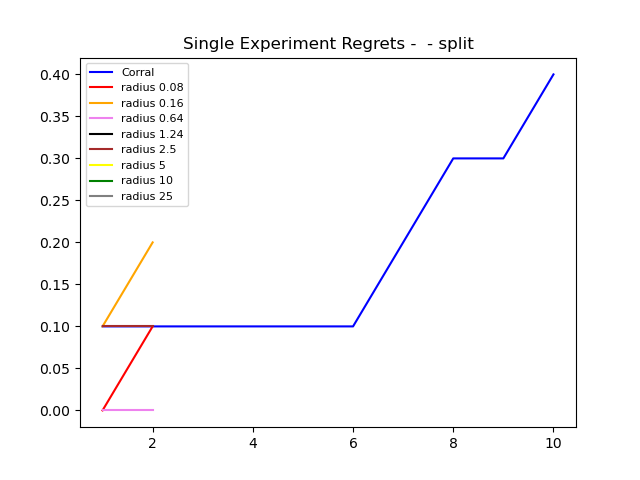 Single Experiment Regrets -  - split
Corral
radius 0.08
radius 0.16
radius 0.64
radius 1.24
radius 2.5
radius 5
radius 10
radius 25
0.40
0.35
0.30
0.25
0.20
0.15
0.10
0.05
0.00
2 4 6 8 10